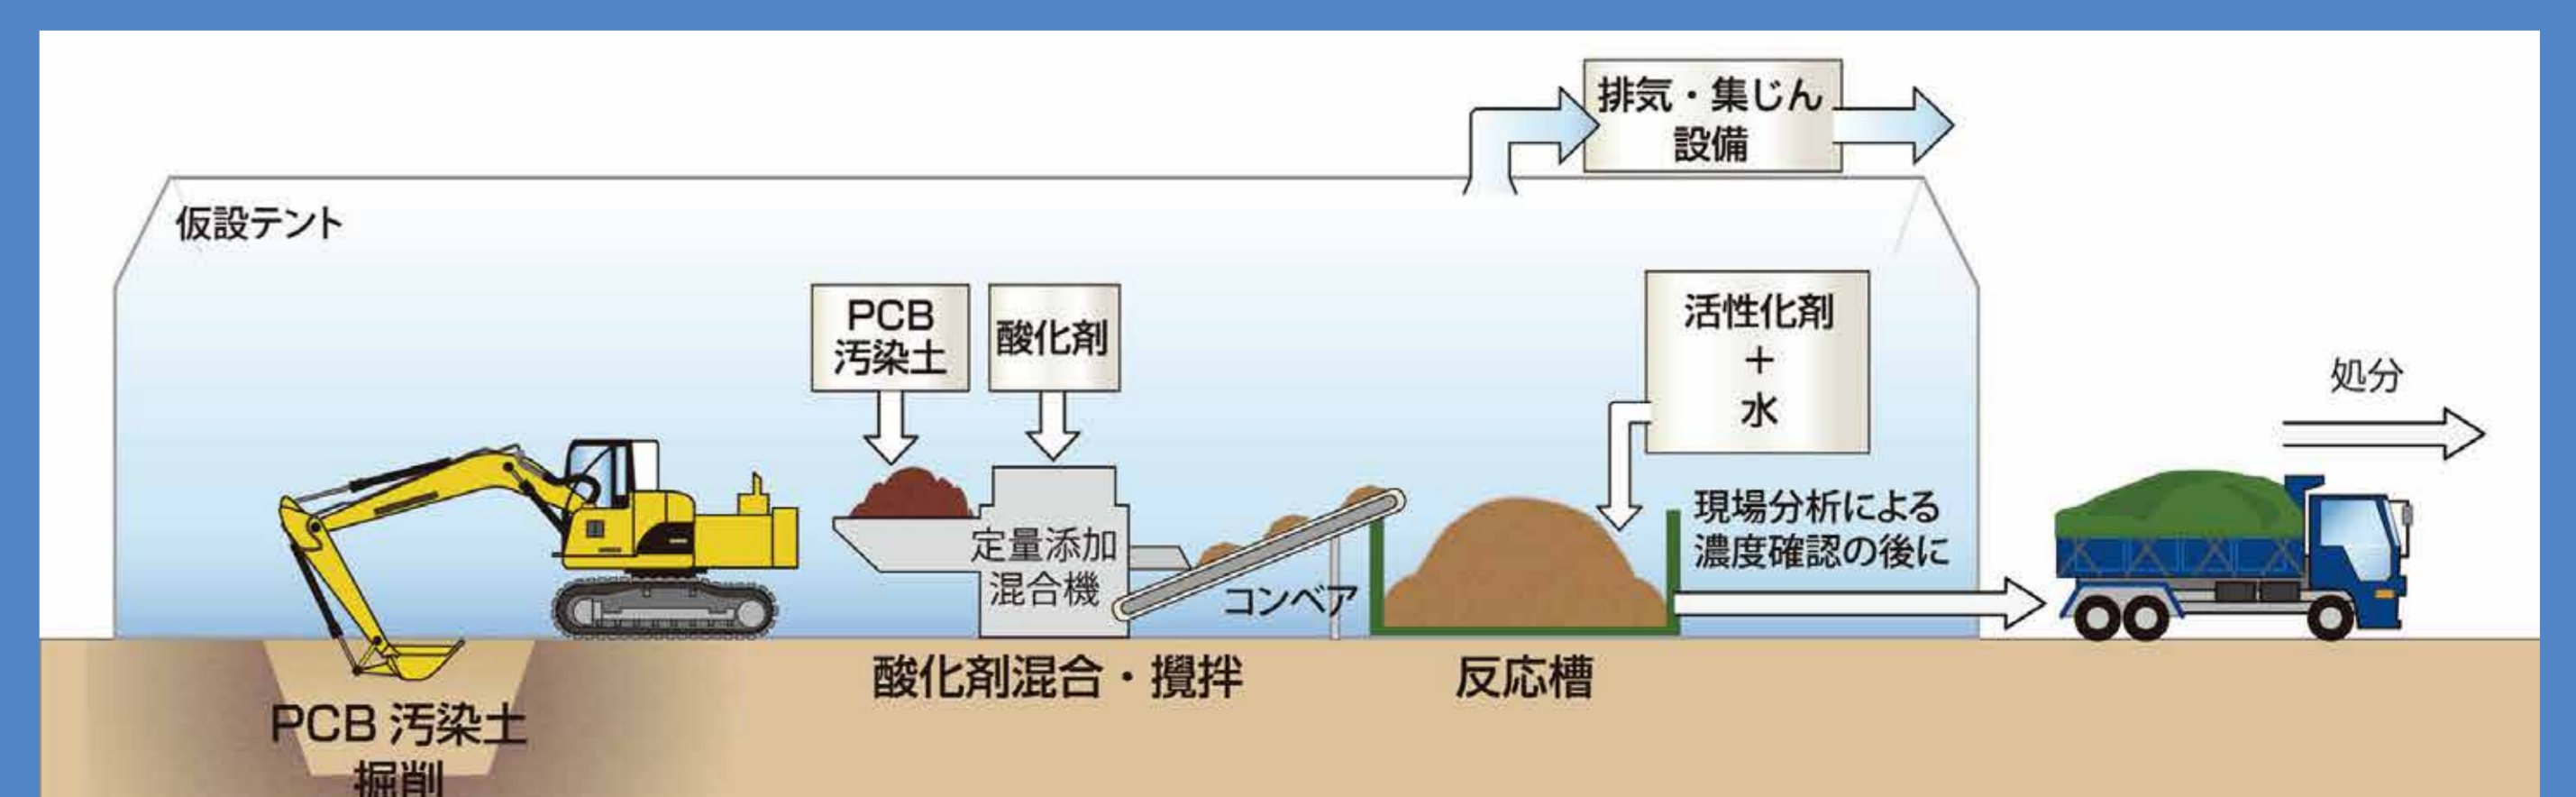 排気・集じん
設備
仮設テント
PCB
汚染土
酸化剤
活性化剤
＋
水
処分
定量添加
混合機
コンベア
現場分析による
濃度確認の後に
酸化剤混合・攪拌
反応槽
PCB 汚染土
掘削